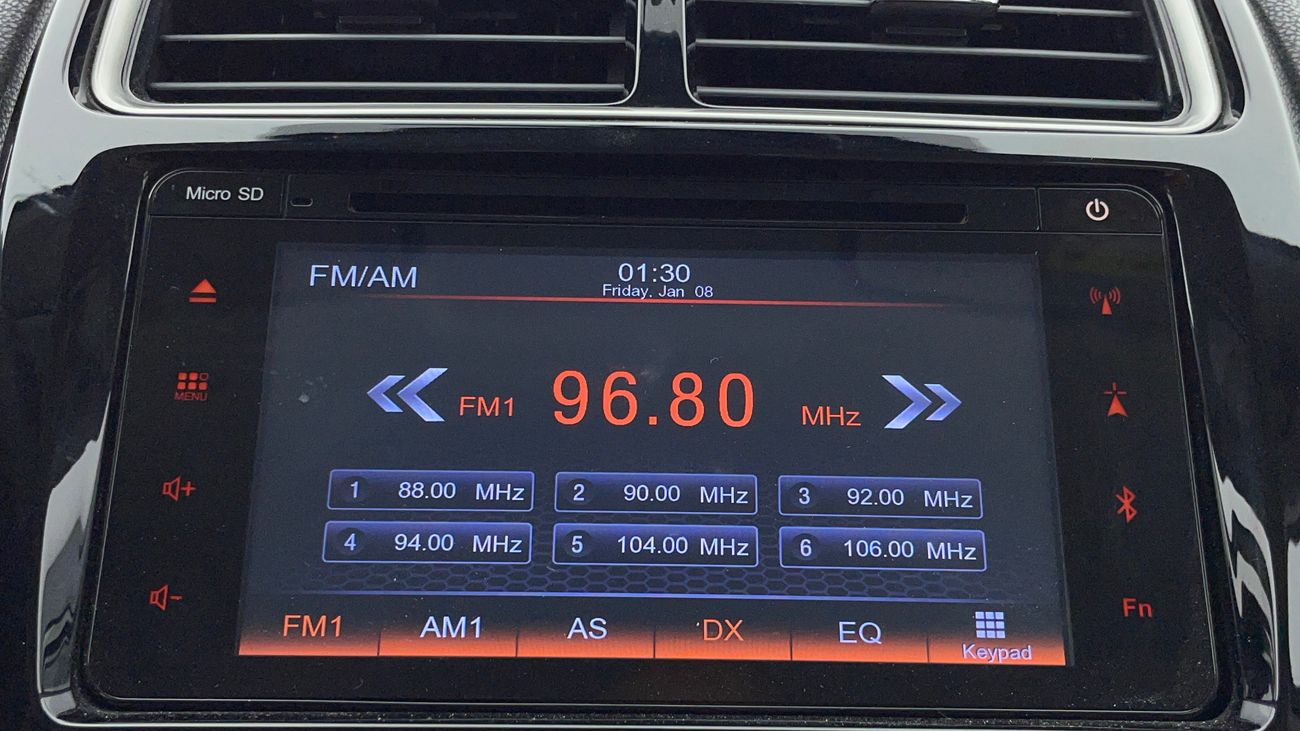 Micro SD
FM/AM
01:30
Friday, Jan 08
MENU
FM1 96.80 MHz
1 88.00 MHz
2 90.00 MHz
3 92.00 MHz
4 94.00 MHz
5 104.00 MHz
6 106.00 MHz
Fn
FM1 AM1 AS DX EQ Keypad